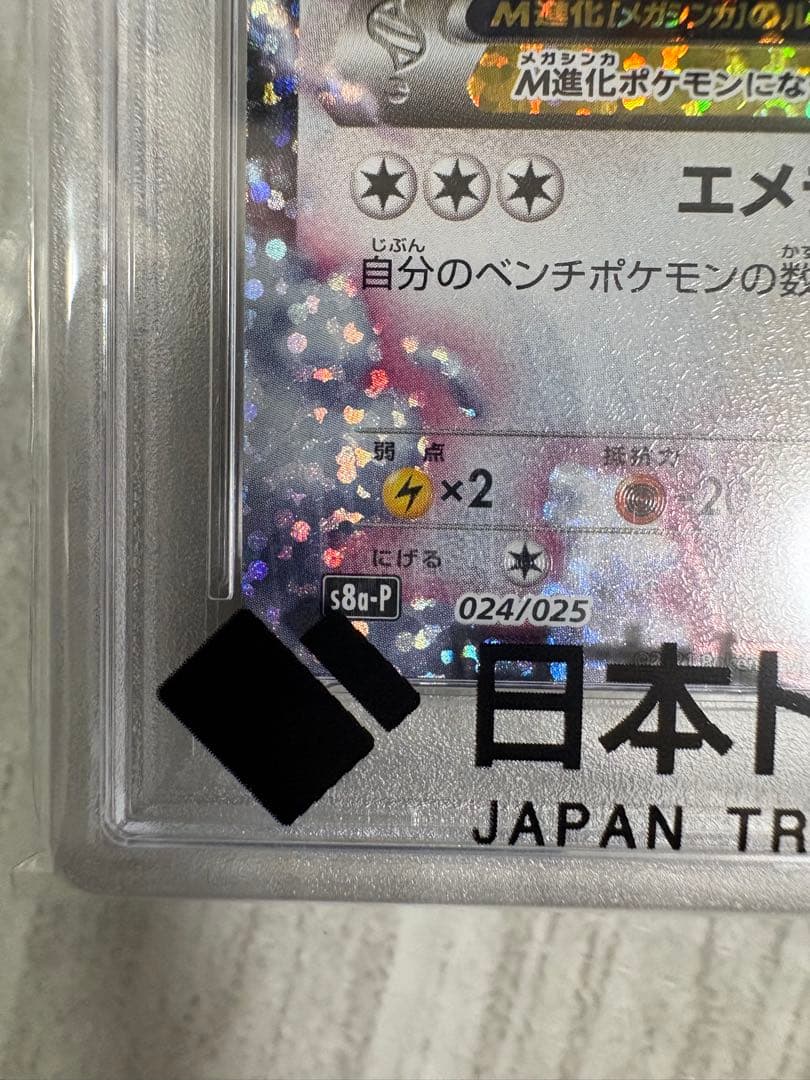 M進化[メガシンカ]のル
メガシンカ
M進化ポケモンにな
エメ
じぶん かず
自分のベンチポケモンの数
弱点 抵抗力
×2 -2
にげる
s8a-P 024/025
日本ト
JAPAN TR